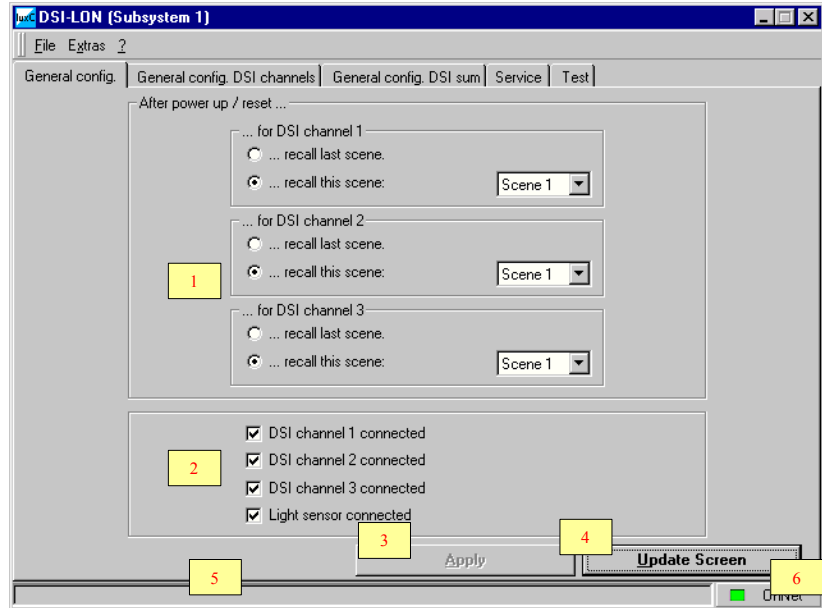 luxC DSI-LON (Subsystem 1)
File Extras ?
General config. General config. DSI channels General config. DSI sum Service Test
After power up / reset ...
... for DSI channel 1
... recall last scene.
... recall this scene: Scene 1
... for DSI channel 2
... recall last scene.
1 ... recall this scene: Scene 1
... for DSI channel 3
... recall last scene.
... recall this scene: Scene 1
DSI channel 1 connected
2 DSI channel 2 connected
DSI channel 3 connected
Light sensor connected
3 4
Apply Update Screen
5 6
OnNet